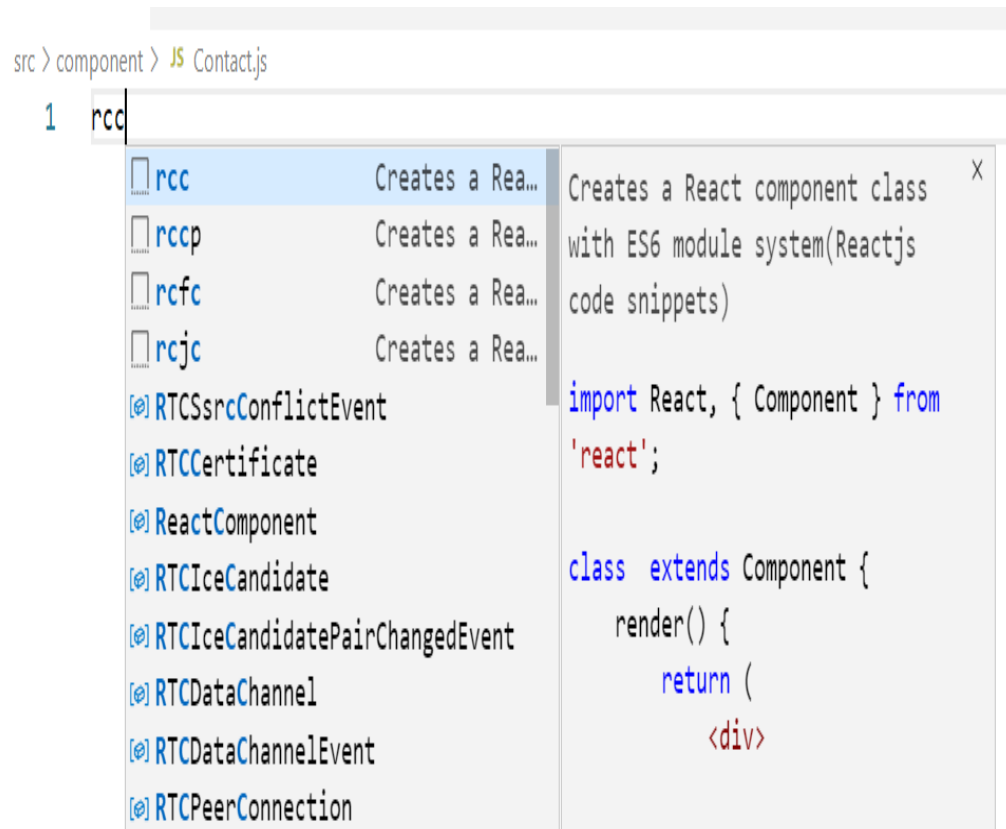 src > component > JS Contact.js
1 rcc
rcc Creates a Rea…
rccp Creates a Rea…
rcfc Creates a Rea…
rcjc Creates a Rea…
RTCSsrcConflictEvent
RTCCertificate
ReactComponent
RTCIceCandidate
RTCIceCandidatePairChangedEvent
RTCDataChannel
RTCDataChannelEvent
RTCPeerConnection
Creates a React component class
with ES6 module system(Reactjs
code snippets)
import React, { Component } from
'react';
class  extends Component {
render() {
return (
<div>